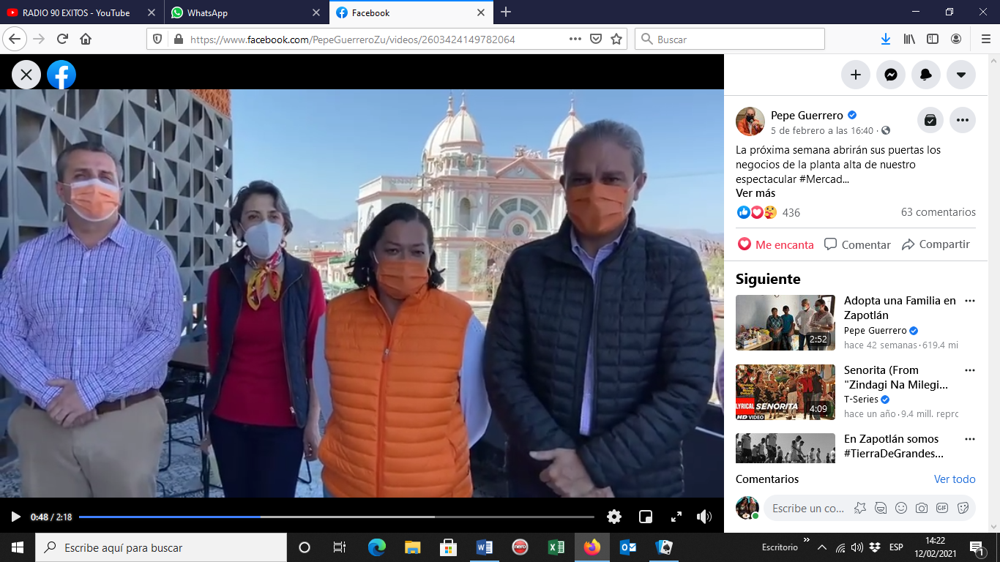 RADIO 90 EXITOS - YouTube
WhatsApp
Facebook
https://www.facebook.com/PepeGuerreroZu/videos/2603424149782064
Buscar
Pepe Guerrero
5 de febrero a las 16:40 ·
La próxima semana abrirán sus puertas los
negocios de la planta alta de nuestro
espectacular #Mercad...
Ver más
436
63 comentarios
Me encanta
Comentar
Compartir
Siguiente
Adopta una Familia en
Zapotlán
Pepe Guerrero
hace 42 semanas · 619.4 mi
2:52
Senorita (From
"Zindagi Na Milegi...
T-Series
hace un año · 9.4 mill. repro
LYRICAL
SENORITA
HD VIDEO
4:09
En Zapotlán somos
#TierraDeGrandes...
Comentarios
Ver todo
Escribe un co...
GIF
0:48 / 2:18
Escribe aquí para buscar
nero
Escritorio
ESP
14:22
12/02/2021
1